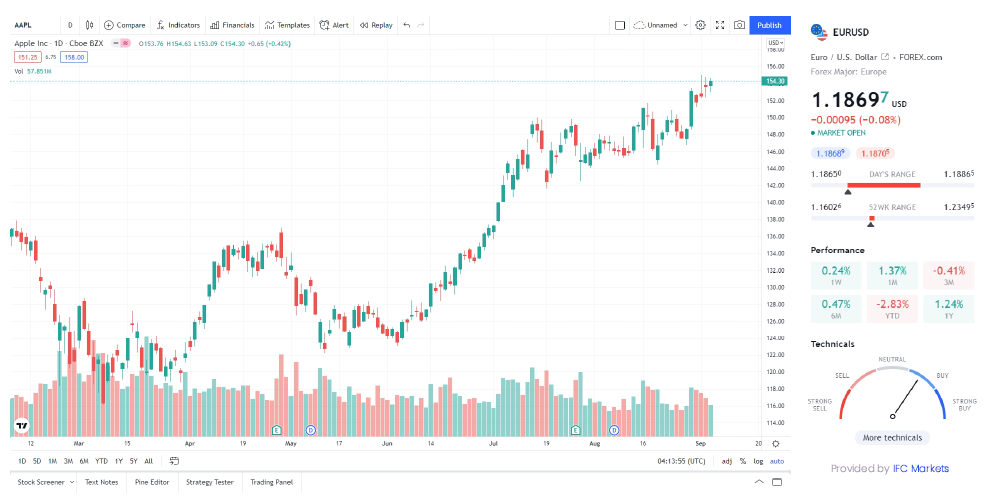 AAPL D Compare Indicators Financials Templates Alert Replay Unnamed Publish
Apple Inc · 1D · Cboe BZX O153.76 H154.63 L153.09 C154.30 +0.65 (+0.42%) USD
151.25 6.75 158.00
Vol 57.851M
158.00
156.00
154.30
152.00
150.00
148.00
146.00
144.00
142.00
140.00
138.00
136.00
134.00
132.00
130.00
128.00
126.00
124.00
122.00
120.00
118.00
116.00
114.00
E D E D
12 Mar 15 Apr 19 May 17 Jun 14 Jul 19 Aug 16 Sep 20
1D 5D 1M 3M 6M YTD 1Y 5Y All 04:13:55 (UTC) adj % log auto
Stock Screener Text Notes Pine Editor Strategy Tester Trading Panel
EURUSD
Euro / U.S. Dollar · FOREX.com
Forex Major: Europe
1.18697 USD
−0.00095 (−0.08%)
MARKET OPEN
1.18689 1.18705
1.18650 DAY'S RANGE 1.18865
1.16026 52WK RANGE 1.23495
Performance
0.24% 1.37% -0.41%
1W 1M 3M
0.47% -2.83% 1.24%
6M YTD 1Y
Technicals
NEUTRAL
SELL BUY
STRONG SELL STRONG BUY
More technicals
Provided by IFC Markets